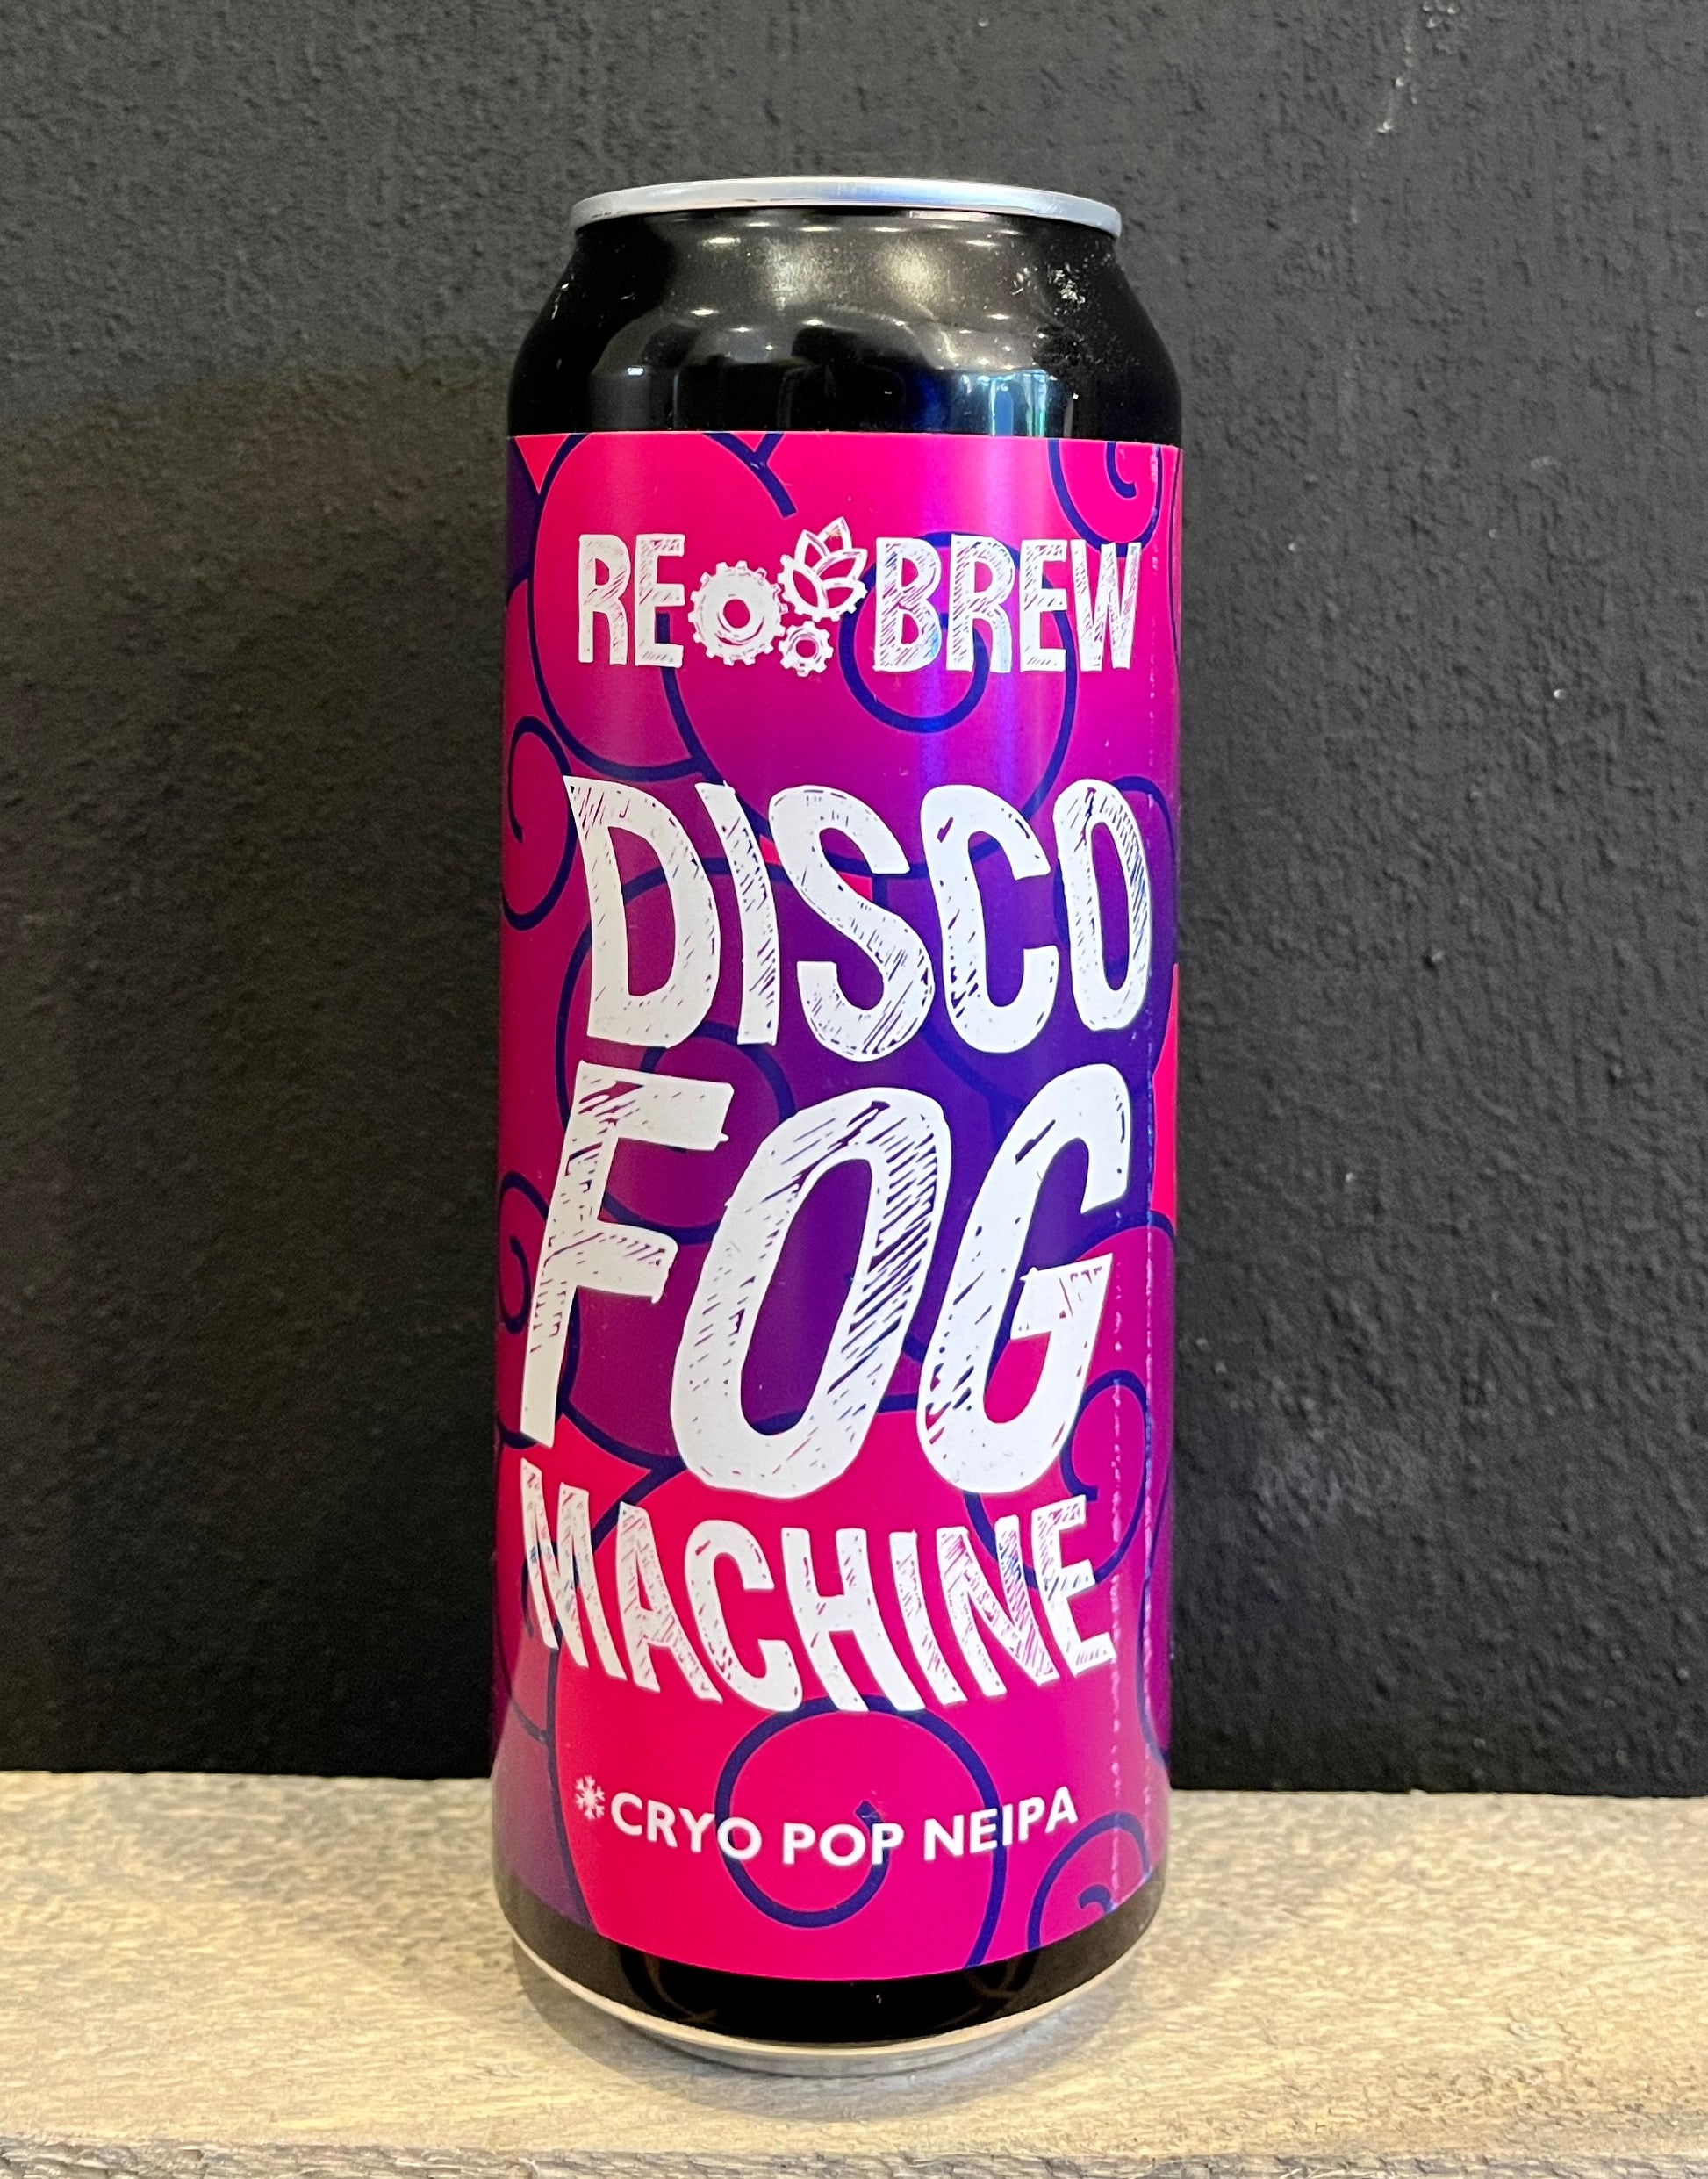 RE BREW
DISCO
FOG
MACHINE
*CRYO POP NEIPA